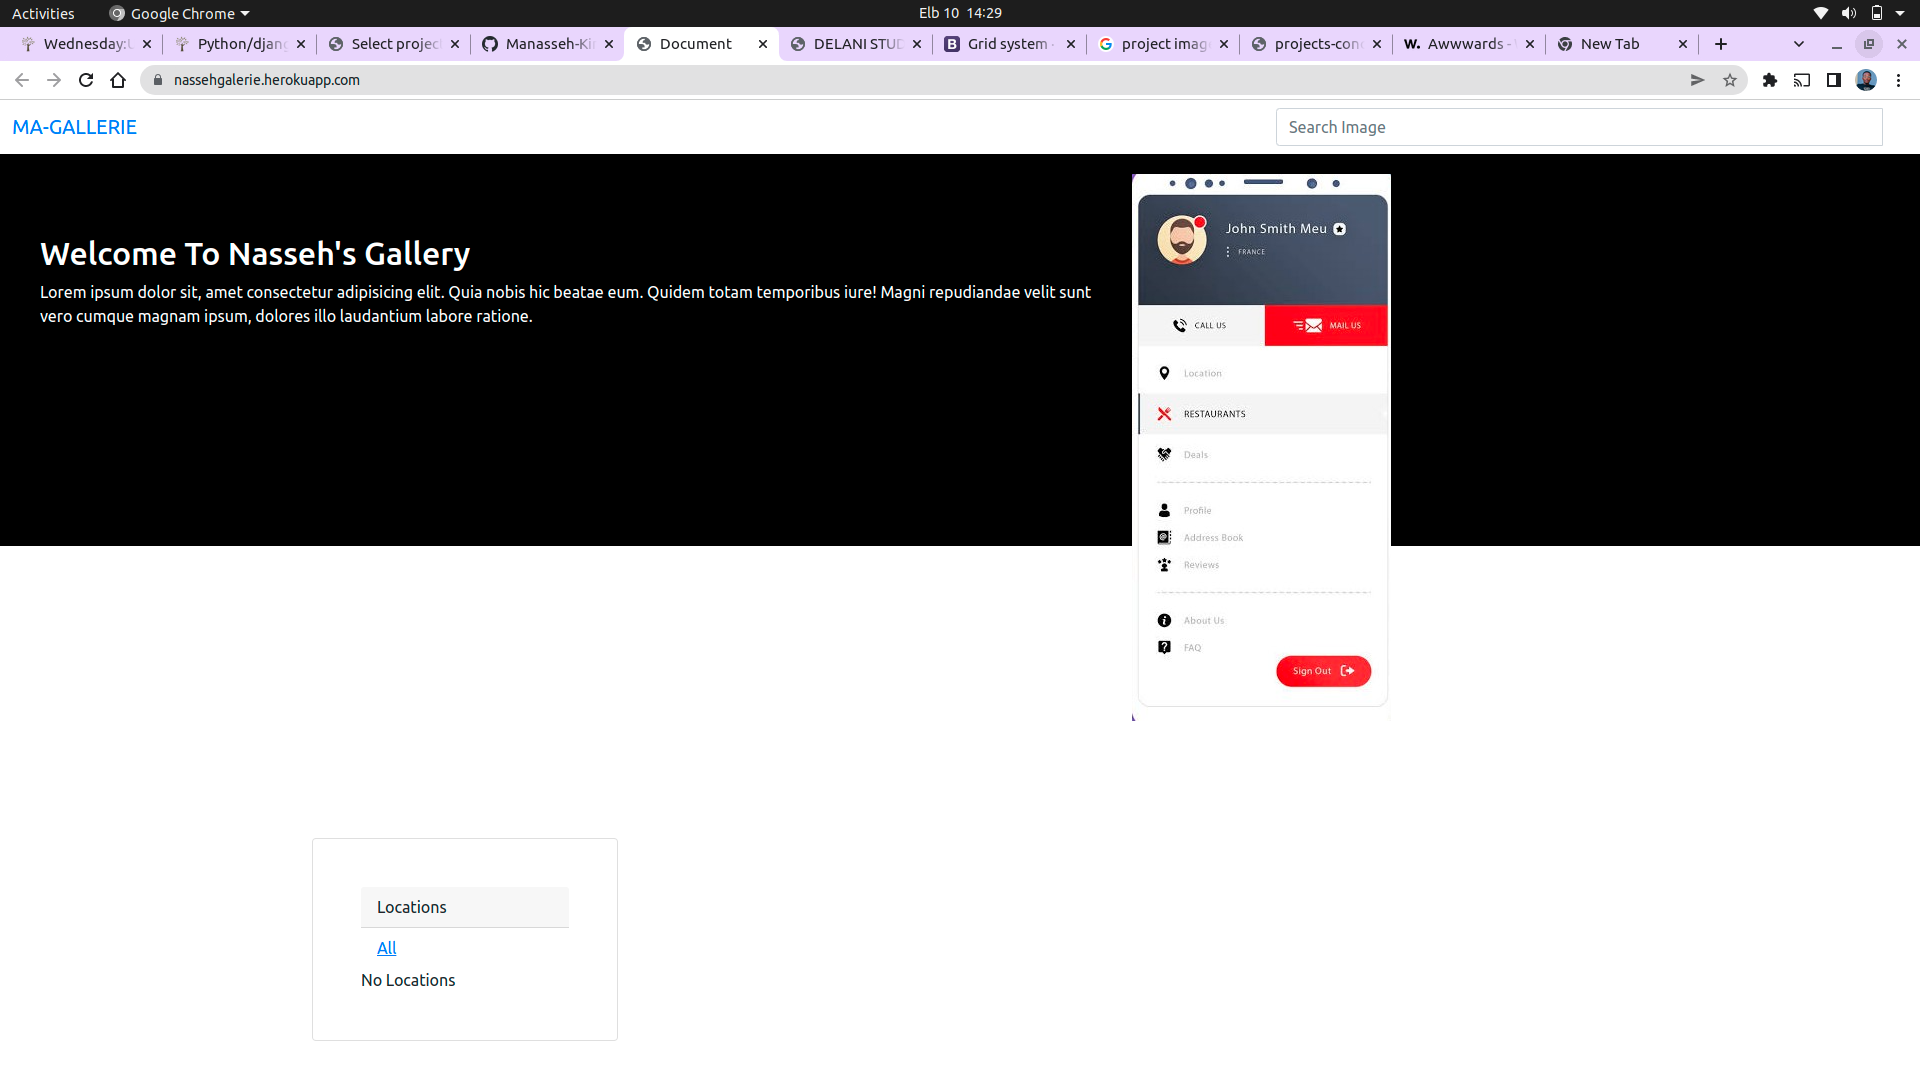 Activities
Google Chrome
Elb 10 14:29
Wednesday:
Python/djan
Select projec
Manasseh-Kin
Document
DELANI STUD
Grid system
project imag
projects-con
W. Awwwards -
New Tab
nassehgalerie.herokuapp.com
MA-GALLERIE
Search Image
Welcome To Nasseh's Gallery
Lorem ipsum dolor sit, amet consectetur adipisicing elit. Quia nobis hic beatae eum. Quidem totam temporibus iure! Magni repudiandae velit sunt
vero cumque magnam ipsum, dolores illo laudantium labore ratione.
John Smith Meu
FRANCE
CALL US
MAIL US
Location
RESTAURANTS
Deals
Profile
Address Book
Reviews
About Us
FAQ
Sign Out
Locations
All
No Locations